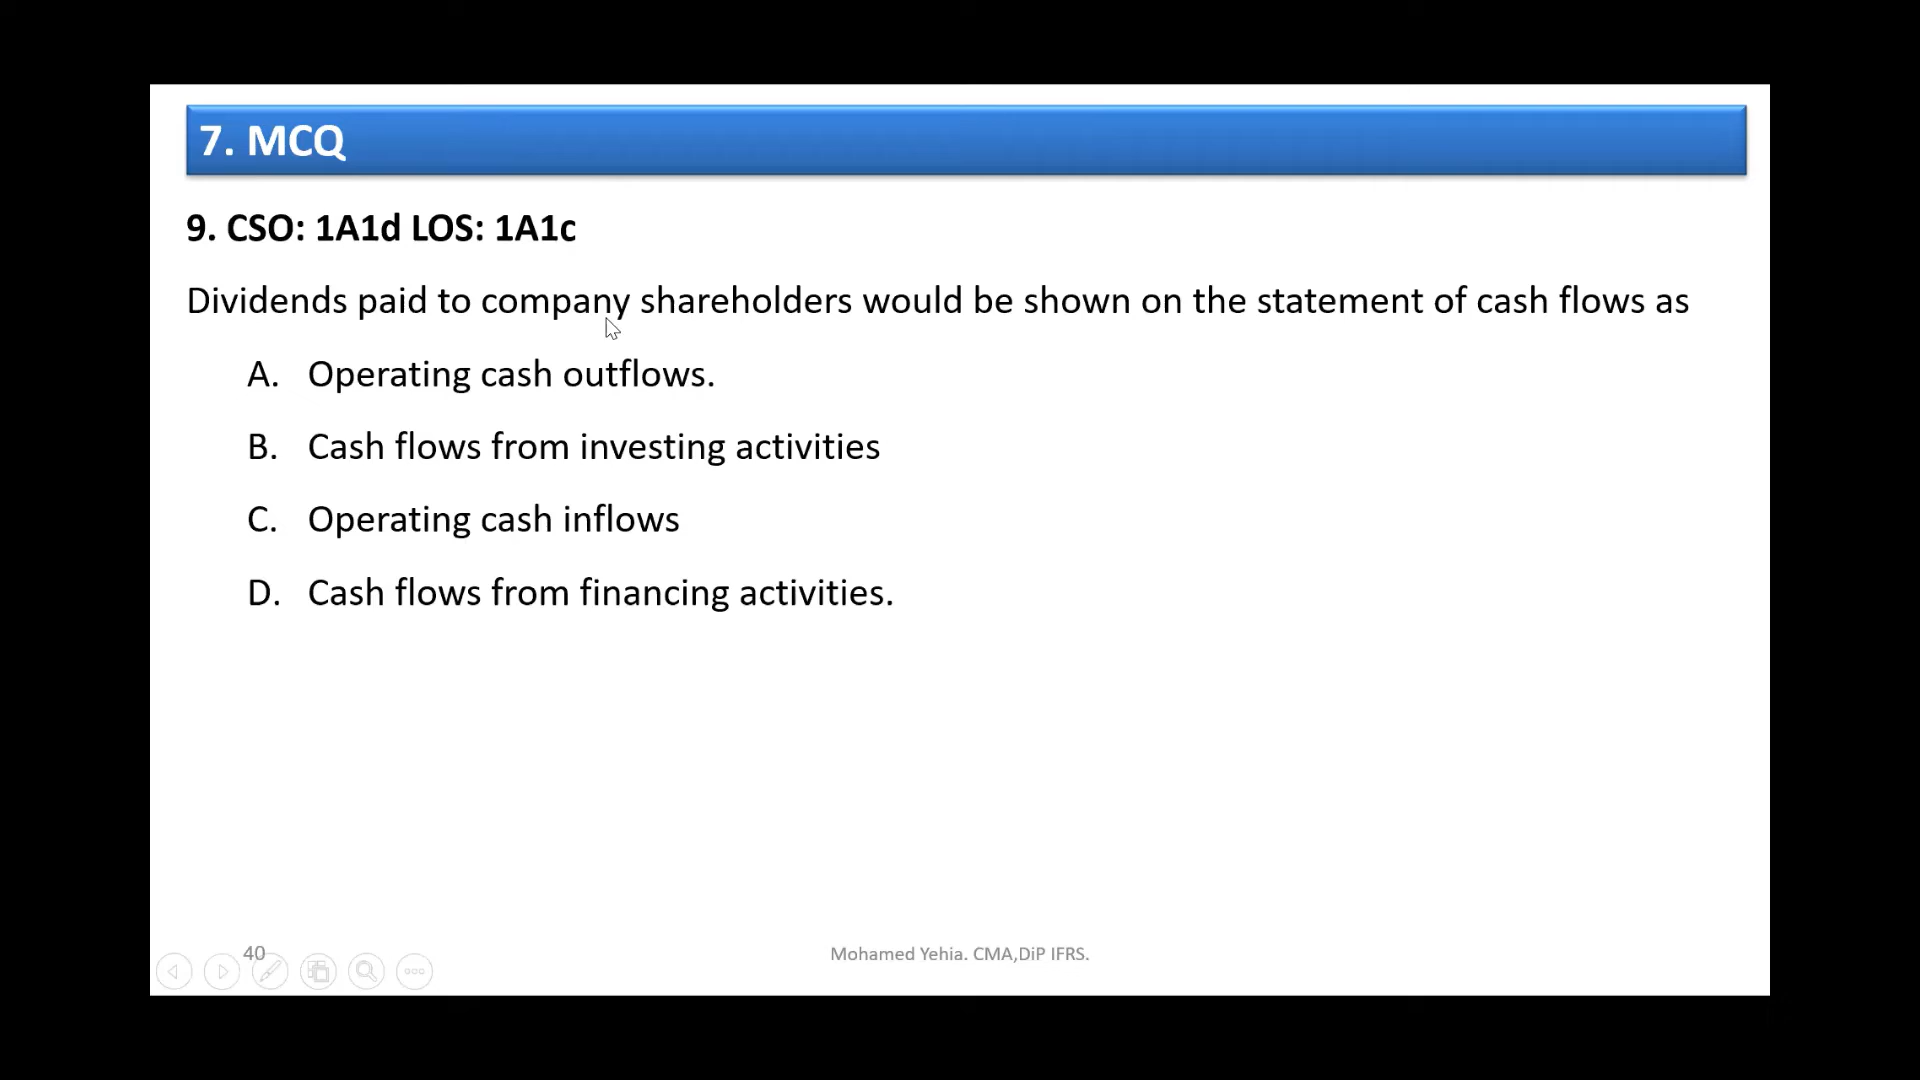 7. MCQ
9. CSO: 1A1d LOS: 1A1c
Dividends paid to company shareholders would be shown on the statement of cash flows as
A. Operating cash outflows.
B. Cash flows from investing activities
C. Operating cash inflows
D. Cash flows from financing activities.
40
Mohamed Yehia. CMA,DiP IFRS.